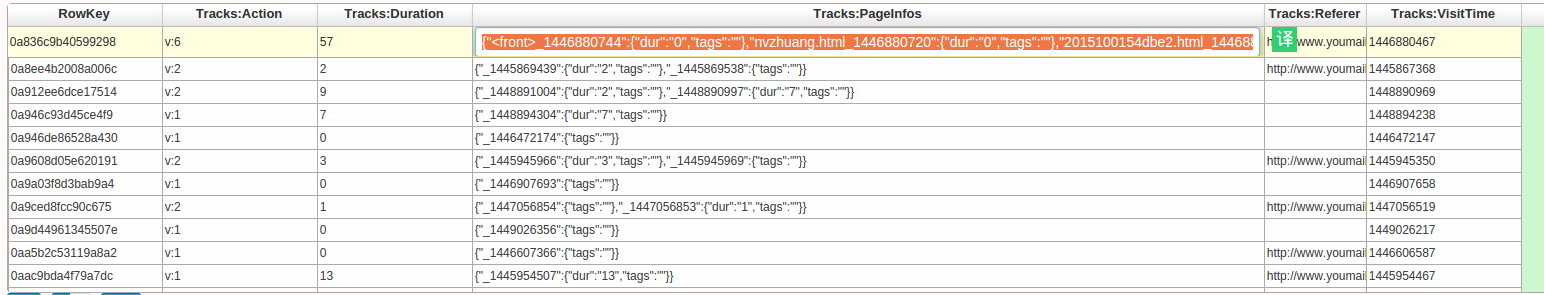 RowKey Tracks:Action Tracks:Duration Tracks:PageInfos Tracks:Referer Tracks:VisitTime
0a836c9b40599298 v:6 57 {"<front>_1446880744":{"dur":"0","tags":""},"nvzhuang.html_1446880720":{"dur":"0","tags":""},"2015100154dbe2.html_14468 译 www.youmai 1446880467
0a8ee4b2008a006c v:2 2 {"_1445869439":{"dur":"2","tags":""},"_1445869538":{"tags":""}} http://www.youmai 1445867368
0a912ee6dce17514 v:2 9 {"_1448891004":{"dur":"2","tags":""},"_1448890997":{"dur":"7","tags":""}} 1448890969
0a946c93d45ce4f9 v:1 7 {"_1448894304":{"dur":"7","tags":""}} 1448894238
0a946de86528a430 v:1 0 {"_1446472174":{"tags":""}} 1446472147
0a9608d05e620191 v:2 3 {"_1445945966":{"dur":"3","tags":""},"_1445945969":{"tags":""}} http://www.youmai 1445945350
0a9a03f8d3bab9a4 v:1 0 {"_1446907693":{"tags":""}} 1446907658
0a9ced8fcc90c675 v:2 1 {"_1447056854":{"tags":""},"_1447056853":{"dur":"1","tags":""}} http://www.youmai 1447056519
0a9d44961345507e v:1 0 {"_1449026356":{"tags":""}} 1449026217
0aa5b2c53119a8a2 v:1 0 {"_1446607366":{"tags":""}} http://www.youmai 1446606587
0aac9bda4f79a7dc v:1 13 {"_1445954507":{"dur":"13","tags":""}} http://www.youmai 1445954467